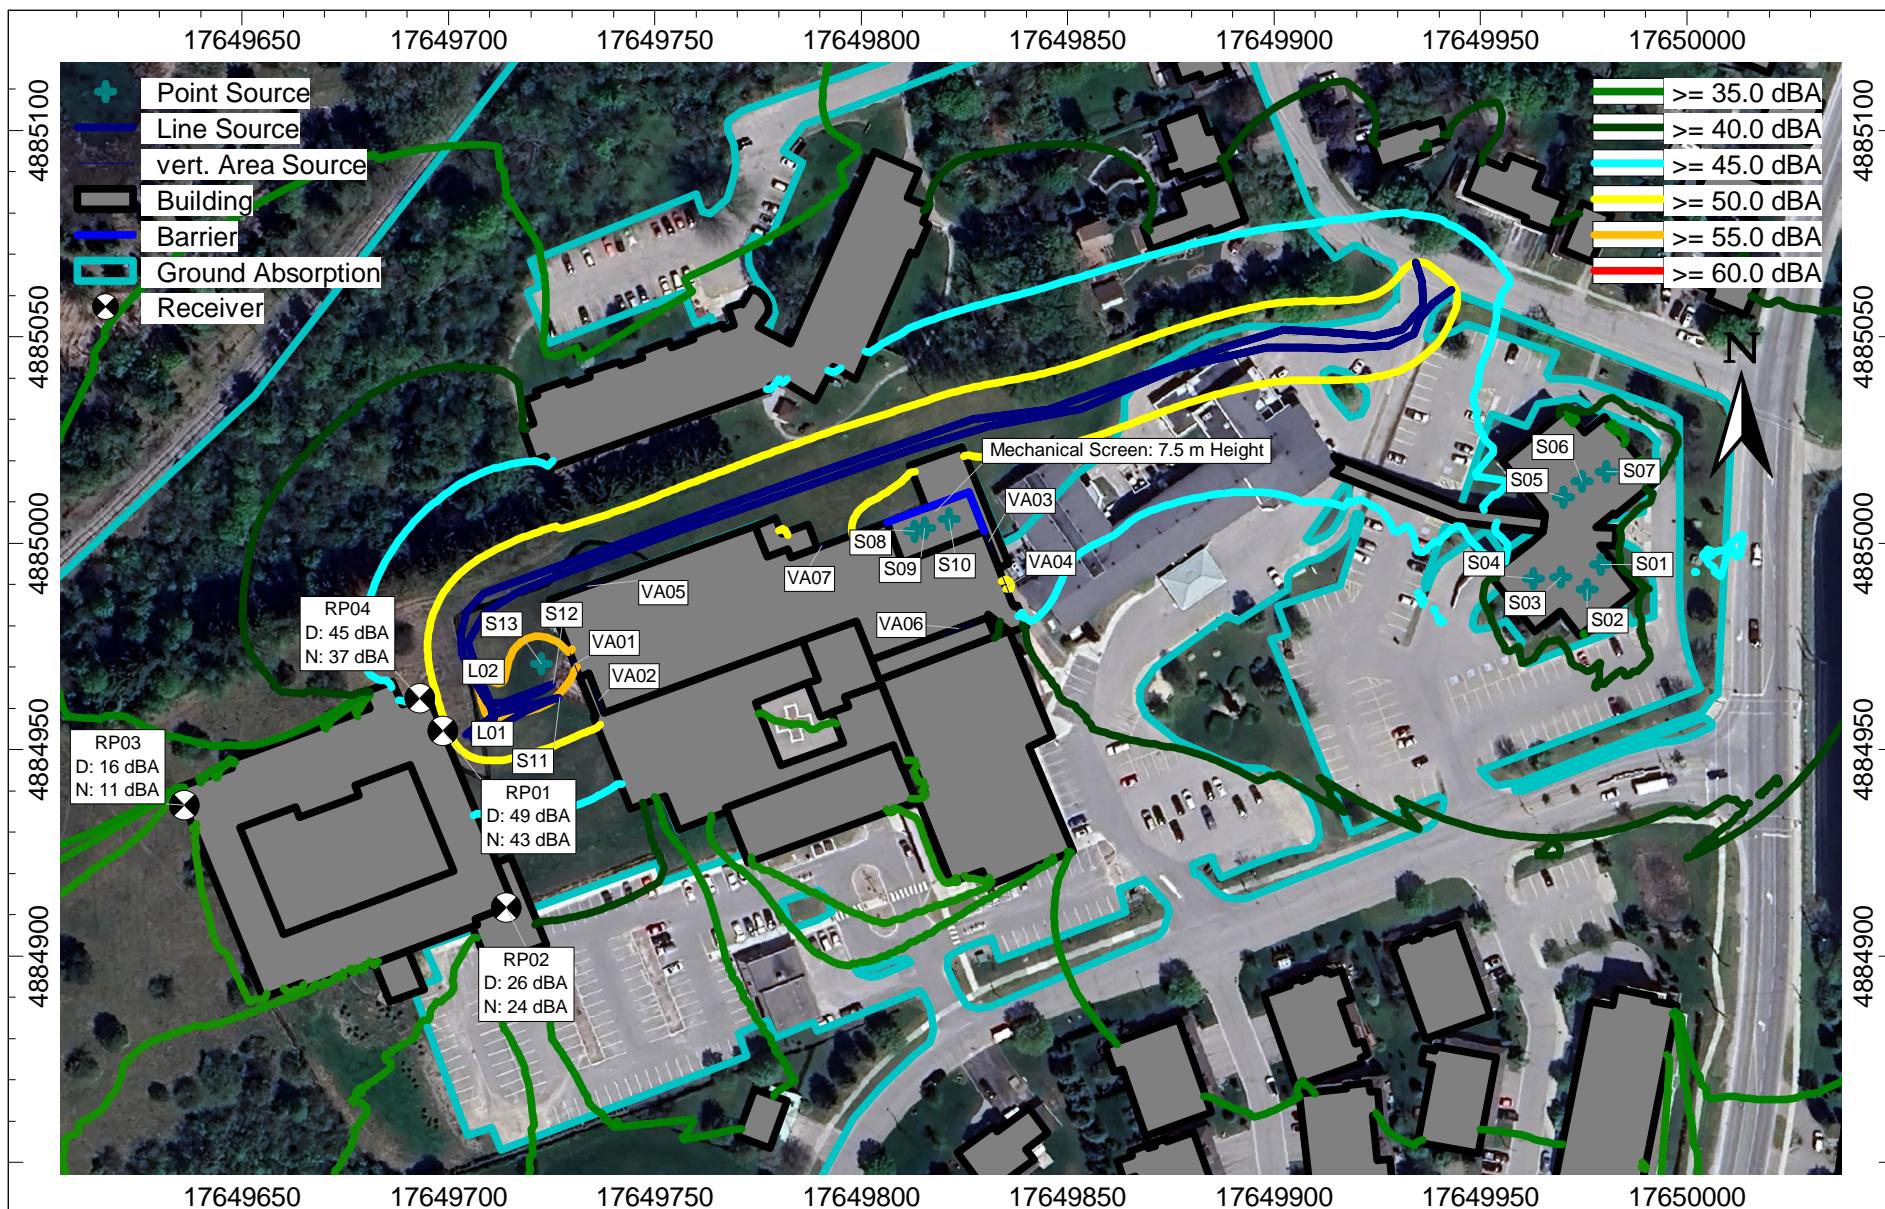 17649650 17649700 17649750 17649800 17649850 17649900 17649950 17650000
Point Source
Line Source
vert. Area Source
Building
Barrier
Ground Absorption
Receiver
>= 35.0 dBA
>= 40.0 dBA
>= 45.0 dBA
>= 50.0 dBA
>= 55.0 dBA
>= 60.0 dBA
4885100
4885050
4885000
4884950
4884900
4885100
4885050
4885000
4884950
4884900
N
Mechanical Screen: 7.5 m Height
S06
S07
S05
VA03
S08
S09
S10
VA07
VA04
S04
S01
S03
S02
VA05
VA06
RP04
D: 45 dBA
N: 37 dBA
S13
S12
VA01
L02
VA02
L01
S11
RP03
D: 16 dBA
N: 11 dBA
RP01
D: 49 dBA
N: 43 dBA
RP02
D: 26 dBA
N: 24 dBA
17649650 17649700 17649750 17649800 17649850 17649900 17649950 17650000